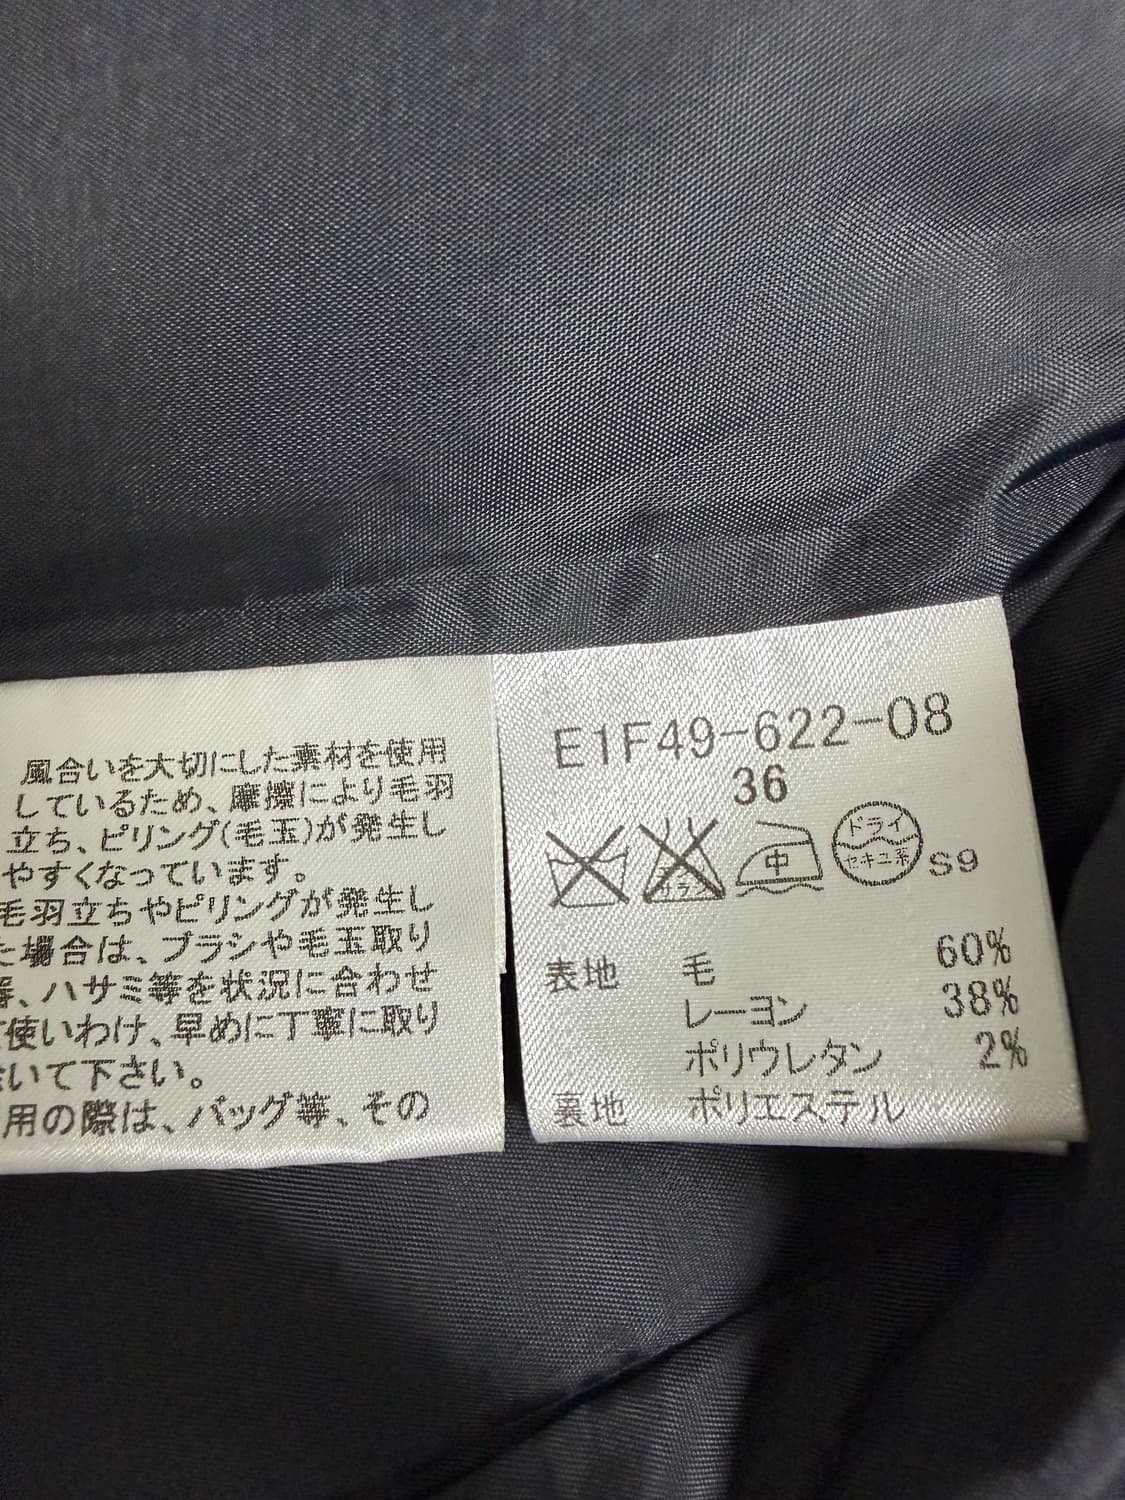 風合いを大切にした素材を使用
しているため、摩擦により毛羽
立ち、ピリング(毛玉)が発生し
やすくなっています。
毛羽立ちやピリングが発生し
た場合は、ブラシや毛玉取り
等、ハサミ等を状況に合わせ
使いわけ、早めに丁寧に取り
いて下さい。
用の際は、バッグ等、その
E1F49-622-08
36
サラシ
中
ドライ
セキユ系
S9
表地 毛 60%
レーヨン 38%
ポリウレタン 2%
裏地 ポリエステル